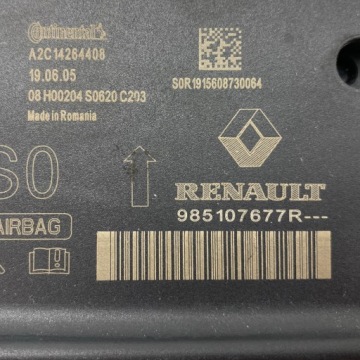 Continental
A2C14264408
19.06.05
08 H00204 S0620 C203
Made in Romania
S0R1915608730064
S0
RENAULT
985107677R---
AIRBAG